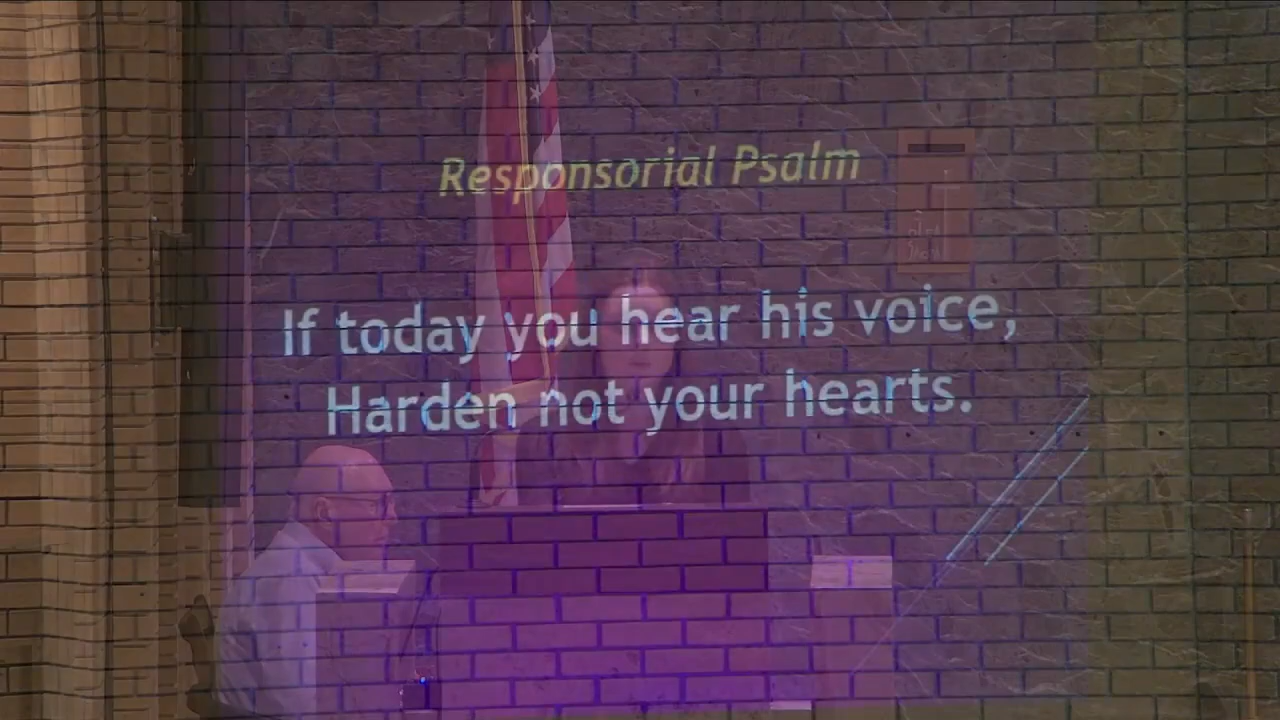 Responsorial Psalm
If today you hear his voice,
Harden not your hearts.